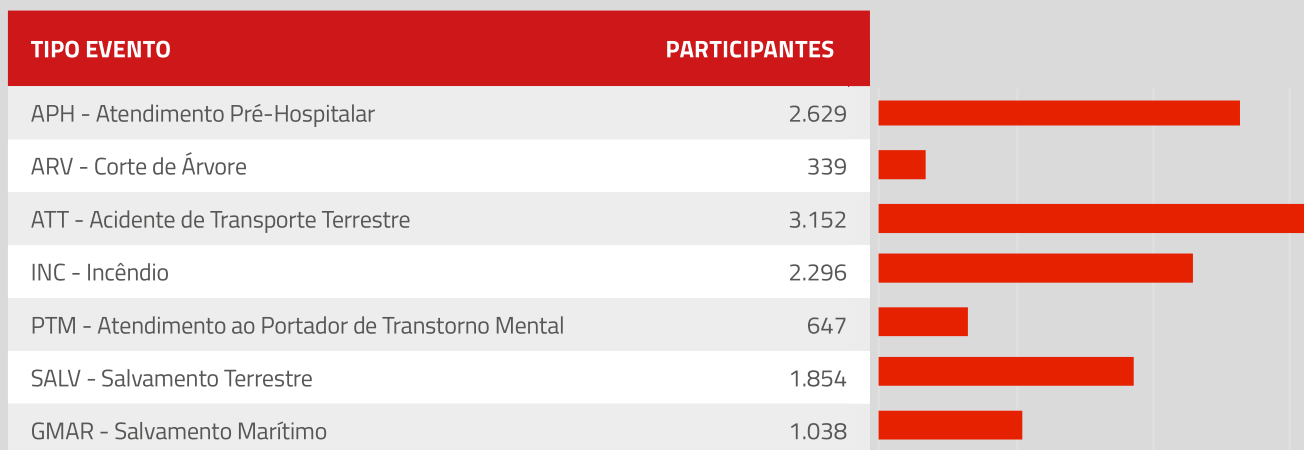 TIPO EVENTO PARTICIPANTES
APH - Atendimento Pré-Hospitalar 2.629
ARV - Corte de Árvore 339
ATT - Acidente de Transporte Terrestre 3.152
INC - Incêndio 2.296
PTM - Atendimento ao Portador de Transtorno Mental 647
SALV - Salvamento Terrestre 1.854
GMAR - Salvamento Marítimo 1.038